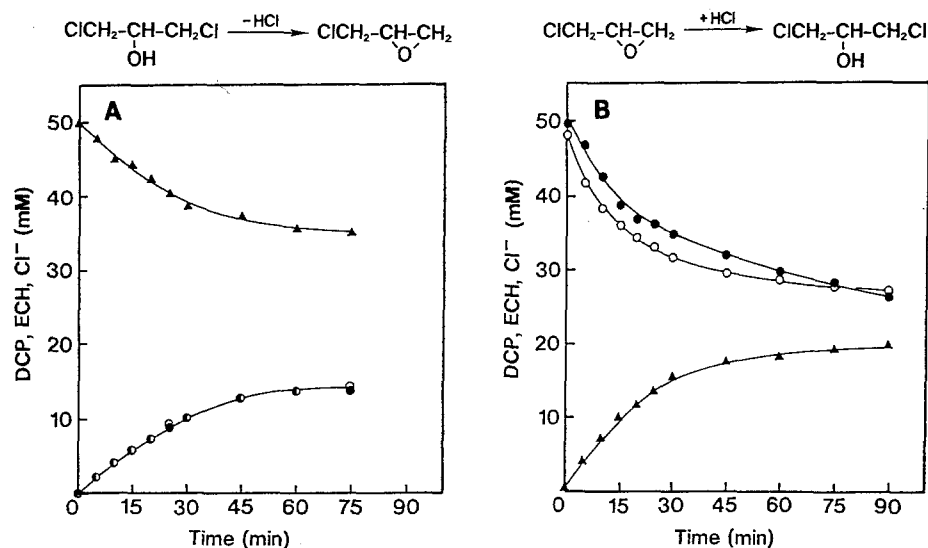 ClCH₂-CH-CH₂Cl −HCl ClCH₂-CH-CH₂
OH O
A
DCP, ECH, Cl⁻ (mM)
50
40
30
20
10
0 15 30 45 60 75 90
Time (min)
ClCH₂-CH-CH₂ +HCl ClCH₂-CH-CH₂Cl
O OH
B
DCP, ECH, Cl⁻ (mM)
50
40
30
20
10
0 15 30 45 60 75 90
Time (min)